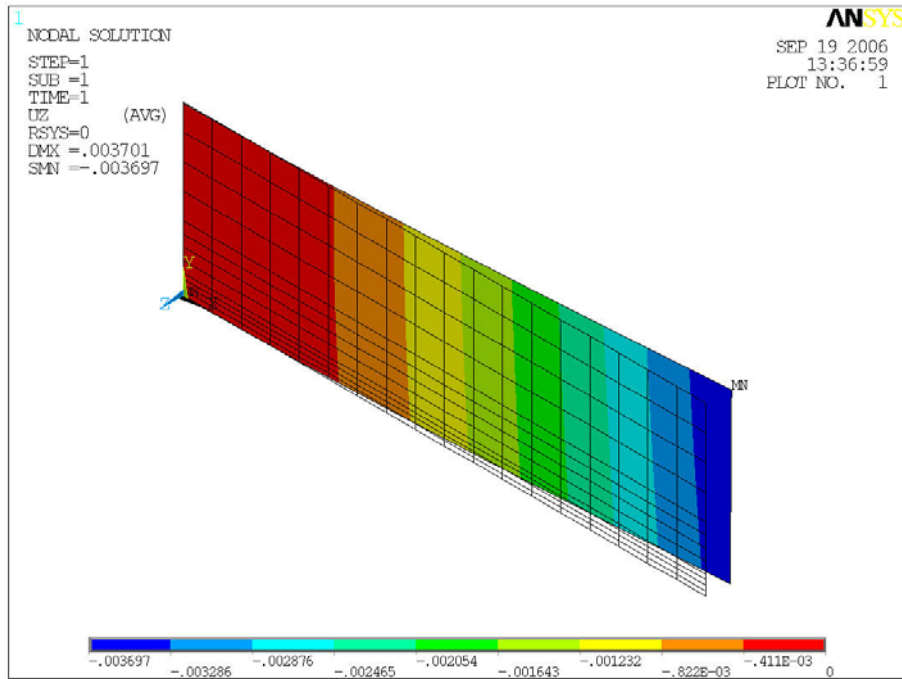 1
ANSYS
NODAL SOLUTION
STEP=1
SUB =1
TIME=1
UZ (AVG)
RSYS=0
DMX =.003701
SMN =-.003697
SEP 19 2006
13:36:59
PLOT NO. 1
Y
Z
MN
-.003697 -.002876 -.002054 -.001232 -.411E-03
-.003286 -.002465 -.001643 -.822E-03 0